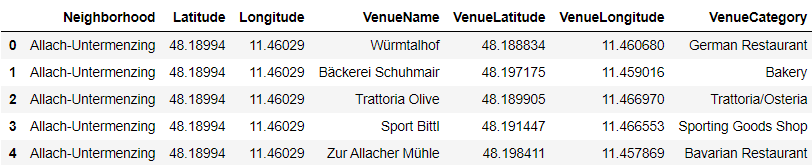 Neighborhood Latitude Longitude VenueName VenueLatitude VenueLongitude VenueCategory
0 Allach-Untermenzing 48.18994 11.46029 Würmtalhof 48.188834 11.460680 German Restaurant
1 Allach-Untermenzing 48.18994 11.46029 Bäckerei Schuhmair 48.197175 11.459016 Bakery
2 Allach-Untermenzing 48.18994 11.46029 Trattoria Olive 48.189905 11.466970 Trattoria/Osteria
3 Allach-Untermenzing 48.18994 11.46029 Sport Bittl 48.191447 11.466553 Sporting Goods Shop
4 Allach-Untermenzing 48.18994 11.46029 Zur Allacher Mühle 48.198411 11.457869 Bavarian Restaurant